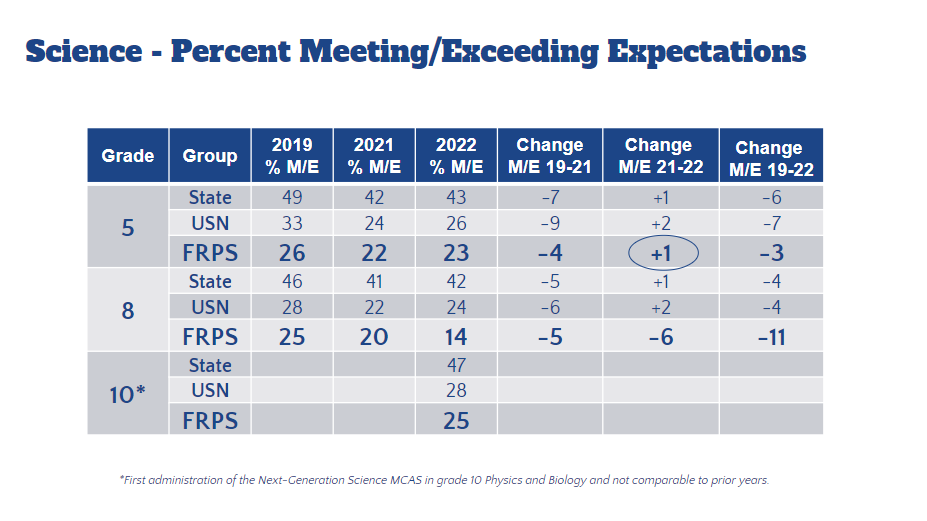 Science - Percent Meeting/Exceeding Expectations
Grade Group 2019 % M/E 2021 % M/E 2022 % M/E Change M/E 19-21 Change M/E 21-22 Change M/E 19-22
5 State 49 42 43 -7 +1 -6
USN 33 24 26 -9 +2 -7
FRPS 26 22 23 -4 +1 -3
8 State 46 41 42 -5 +1 -4
USN 28 22 24 -6 +2 -4
FRPS 25 20 14 -5 -6 -11
10* State 47
USN 28
FRPS 25
*First administration of the Next-Generation Science MCAS in grade 10 Physics and Biology and not comparable to prior years.